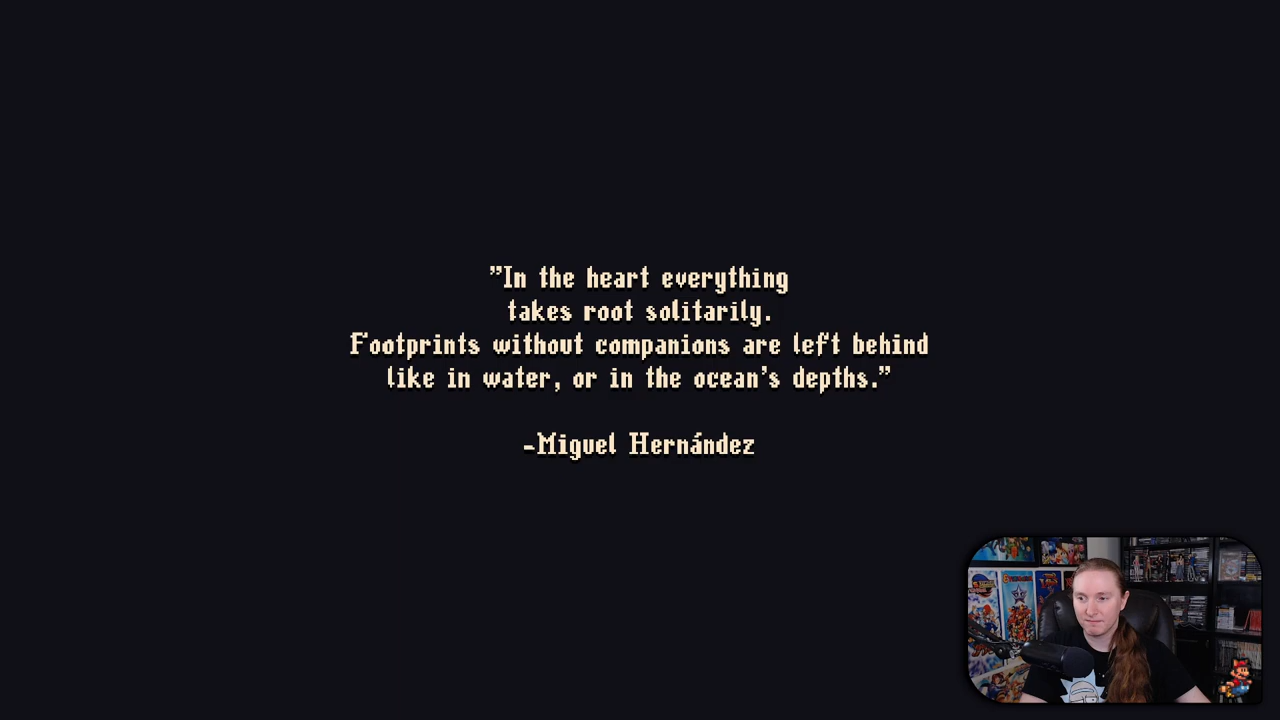 "In the heart everything
takes root solitarily.
Footprints without companions are left behind
like in water, or in the ocean's depths."
-Miguel Hernández